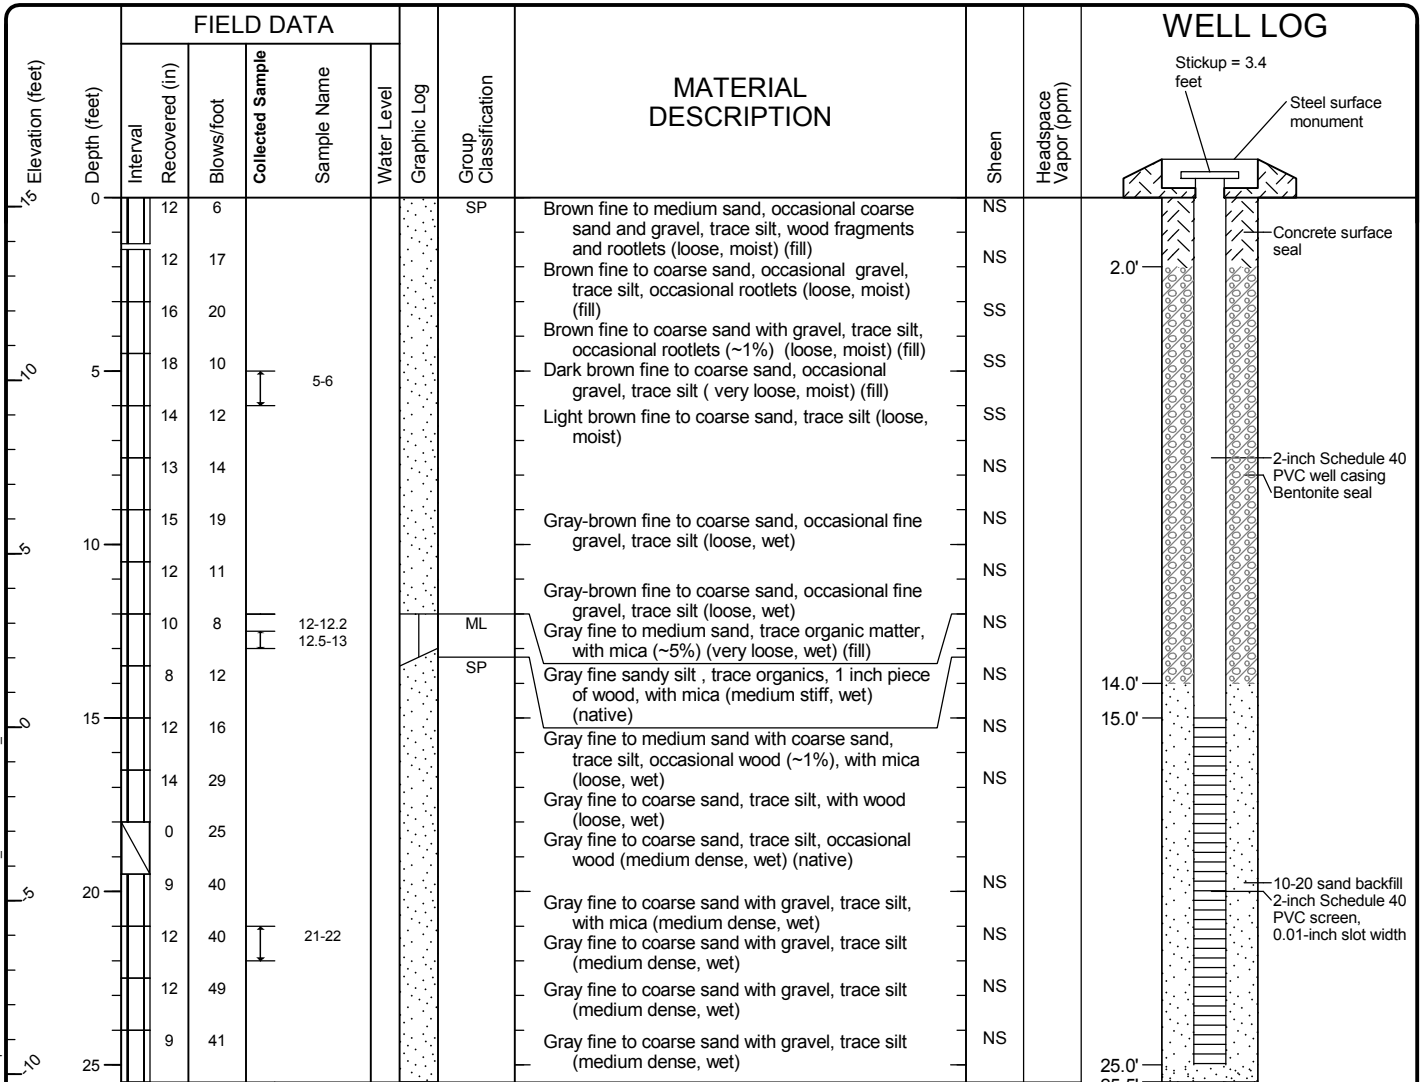 FIELD DATA
WELL LOG
Elevation (feet)
Depth (feet)
Interval
Recovered (in)
Blows/foot
Collected Sample
Sample Name
Water Level
Graphic Log
Group
Classification
MATERIAL
DESCRIPTION
Sheen
Headspace
Vapor (ppm)
Stickup = 3.4
feet
Steel surface
monument
15
0
12 6
SP
Brown fine to medium sand, occasional coarse
sand and gravel, trace silt, wood fragments
and rootlets (loose, moist) (fill)
NS
Concrete surface
seal
12 17
NS
2.0'
Brown fine to coarse sand, occasional gravel,
trace silt, occasional rootlets (loose, moist)
(fill)
16 20
SS
Brown fine to coarse sand with gravel, trace silt,
occasional rootlets (~1%) (loose, moist) (fill)
18 10
SS
10
5
5-6
Dark brown fine to coarse sand, occasional
gravel, trace silt ( very loose, moist) (fill)
14 12
Light brown fine to coarse sand, trace silt (loose,
moist)
SS
13 14
NS
2-inch Schedule 40
PVC well casing
Bentonite seal
15 19
Gray-brown fine to coarse sand, occasional fine
gravel, trace silt (loose, wet)
NS
5
10
12 11
NS
Gray-brown fine to coarse sand, occasional fine
gravel, trace silt (loose, wet)
10 8
12-12.2
12.5-13
ML
Gray fine to medium sand, trace organic matter,
with mica (~5%) (very loose, wet) (fill)
NS
8 12
SP
Gray fine sandy silt , trace organics, 1 inch piece
of wood, with mica (medium stiff, wet)
(native)
NS
14.0'
15.0'
0
15
12 16
NS
Gray fine to medium sand with coarse sand,
trace silt, occasional wood (~1%), with mica
(loose, wet)
14 29
NS
Gray fine to coarse sand, trace silt, with wood
(loose, wet)
0 25
Gray fine to coarse sand, trace silt, occasional
wood (medium dense, wet) (native)
-5
20
9 40
NS
10-20 sand backfill
2-inch Schedule 40
PVC screen,
0.01-inch slot width
Gray fine to coarse sand with gravel, trace silt,
with mica (medium dense, wet)
12 40
21-22
NS
Gray fine to coarse sand with gravel, trace silt
(medium dense, wet)
12 49
NS
Gray fine to coarse sand with gravel, trace silt
(medium dense, wet)
9 41
NS
Gray fine to coarse sand with gravel, trace silt
(medium dense, wet)
-10
25
25.0'